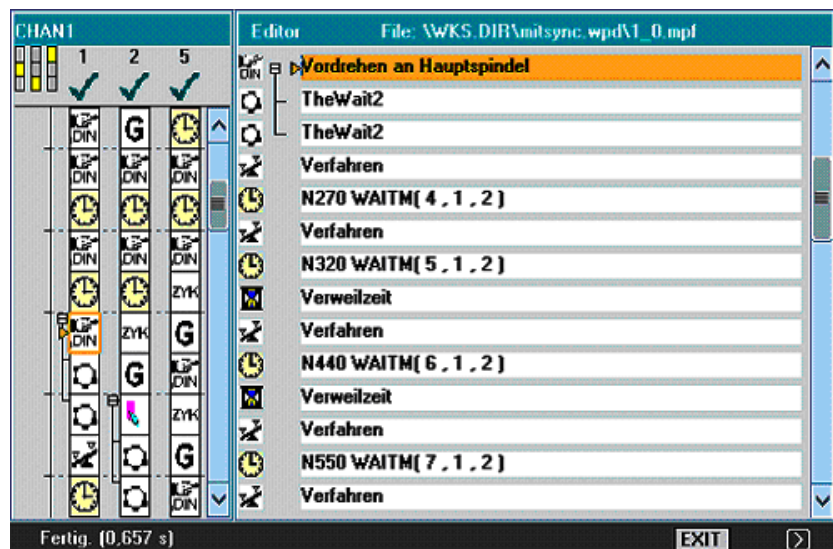 CHAN1
Editor File: \WKS.DIR\mitsync.wpd\1_0.mpf
1 2 5
DIN G
DIN DIN DIN
DIN DIN DIN
ZYK
DIN ZYK G
G DIN
ZYK
G
DIN
DIN Vordrehen an Hauptspindel
TheWait2
TheWait2
Verfahren
N270 WAITM( 4 , 1 , 2 )
Verfahren
N320 WAITM( 5 , 1 , 2 )
Verweilzeit
Verfahren
N440 WAITM( 6 , 1 , 2 )
Verweilzeit
Verfahren
N550 WAITM( 7 , 1 , 2 )
Verfahren
Fertig. (0,657 s) EXIT